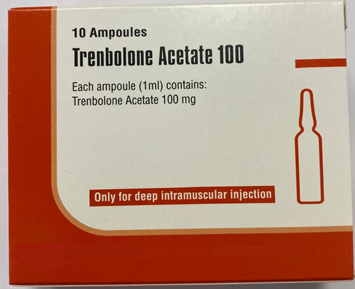 10 Ampoules
Trenbolone Acetate 100
Each ampoule (1ml) contains:
Trenbolone Acetate 100 mg
Only for deep intramuscular injection